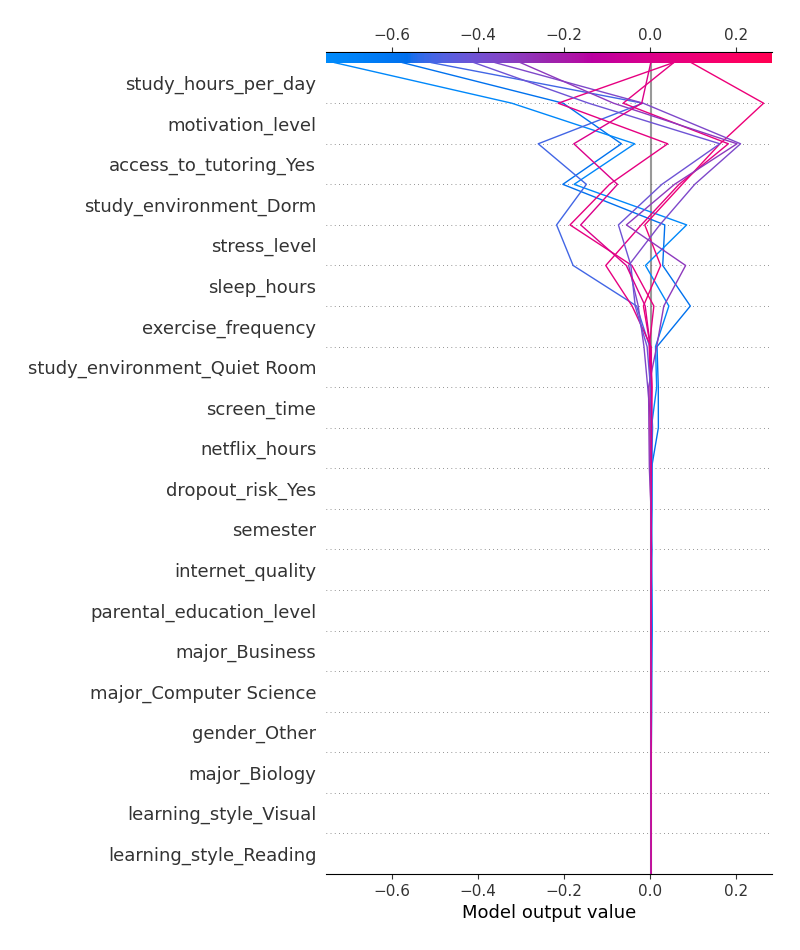 −0.6 −0.4 −0.2 0.0 0.2
study_hours_per_day
motivation_level
access_to_tutoring_Yes
study_environment_Dorm
stress_level
sleep_hours
exercise_frequency
study_environment_Quiet Room
screen_time
netflix_hours
dropout_risk_Yes
semester
internet_quality
parental_education_level
major_Business
major_Computer Science
gender_Other
major_Biology
learning_style_Visual
learning_style_Reading
−0.6 −0.4 −0.2 0.0 0.2
Model output value